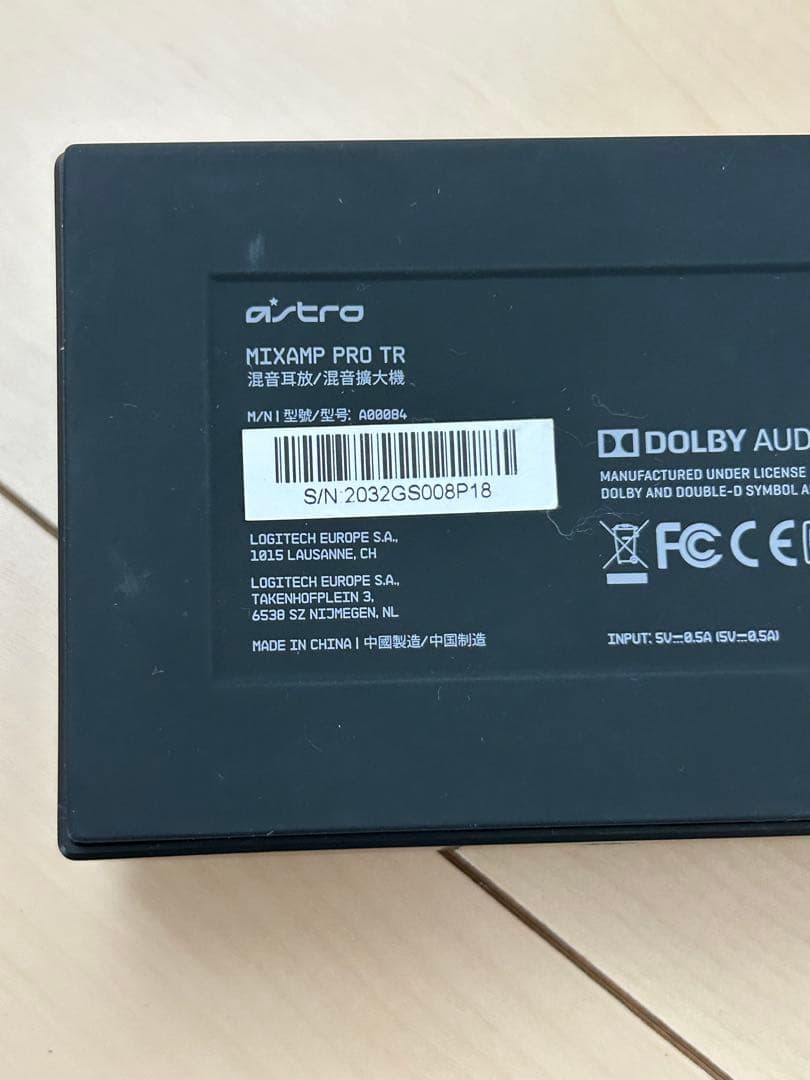 astro
MIXAMP PRO TR
混音耳放/混音擴大機
M/N | 型號/型号: A00084
S/N 2032GS008P18
LOGITECH EUROPE S.A.,
1015 LAUSANNE, CH
LOGITECH EUROPE S.A.,
TAKENHOFPLEIN 3,
6538 SZ NIJMEGEN, NL
MADE IN CHINA | 中國製造/中国制造
DOLBY AUD
MANUFACTURED UNDER LICENSE
DOLBY AND DOUBLE-D SYMBOL A
FC CE
INPUT: 5V⎓0.5A (5V⎓0,5A)